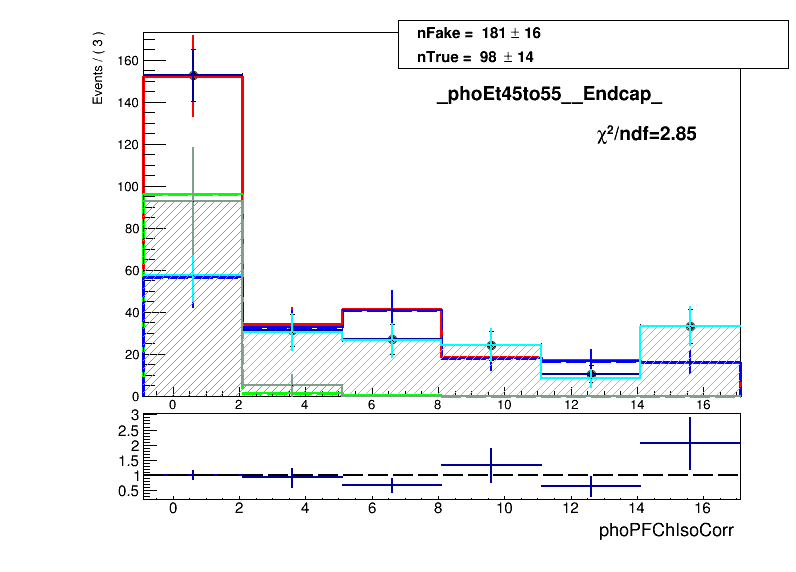 nFake = 181 ± 16
nTrue = 98 ± 14
Events / ( 3 )
_phoEt45to55__Endcap_
χ²/ndf=2.85
160
140
120
100
80
60
40
20
0
0 2 4 6 8 10 12 14 16
3
2.5
2
1.5
1
0.5
0 2 4 6 8 10 12 14 16
phoPFChIsoCorr